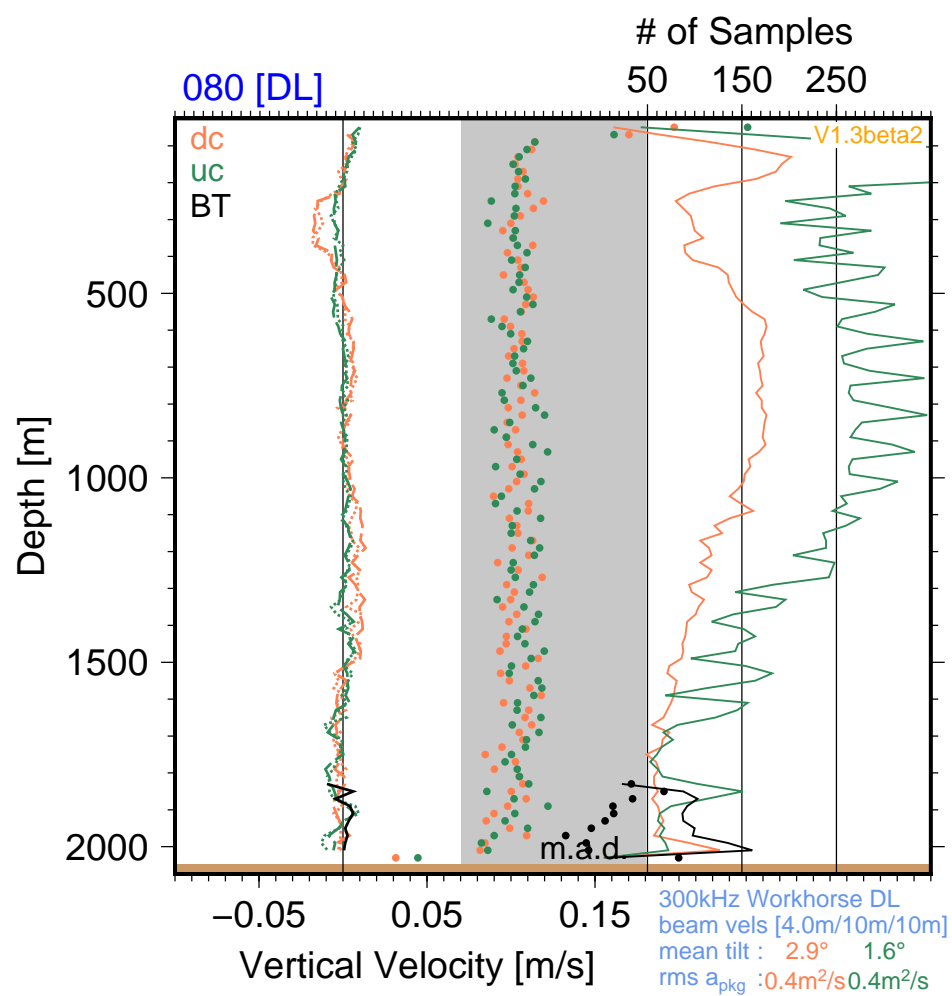 # of Samples
50 150 250
080 [DL]
dc
uc
BT
V1.3beta2
500
1000
1500
2000
Depth [m]
m.a.d.
−0.05 0.05 0.15
Vertical Velocity [m/s]
300kHz Workhorse DL
beam vels [4.0m/10m/10m]
mean tilt : 2.9° 1.6°
rms a_pkg :0.4m²/s 0.4m²/s